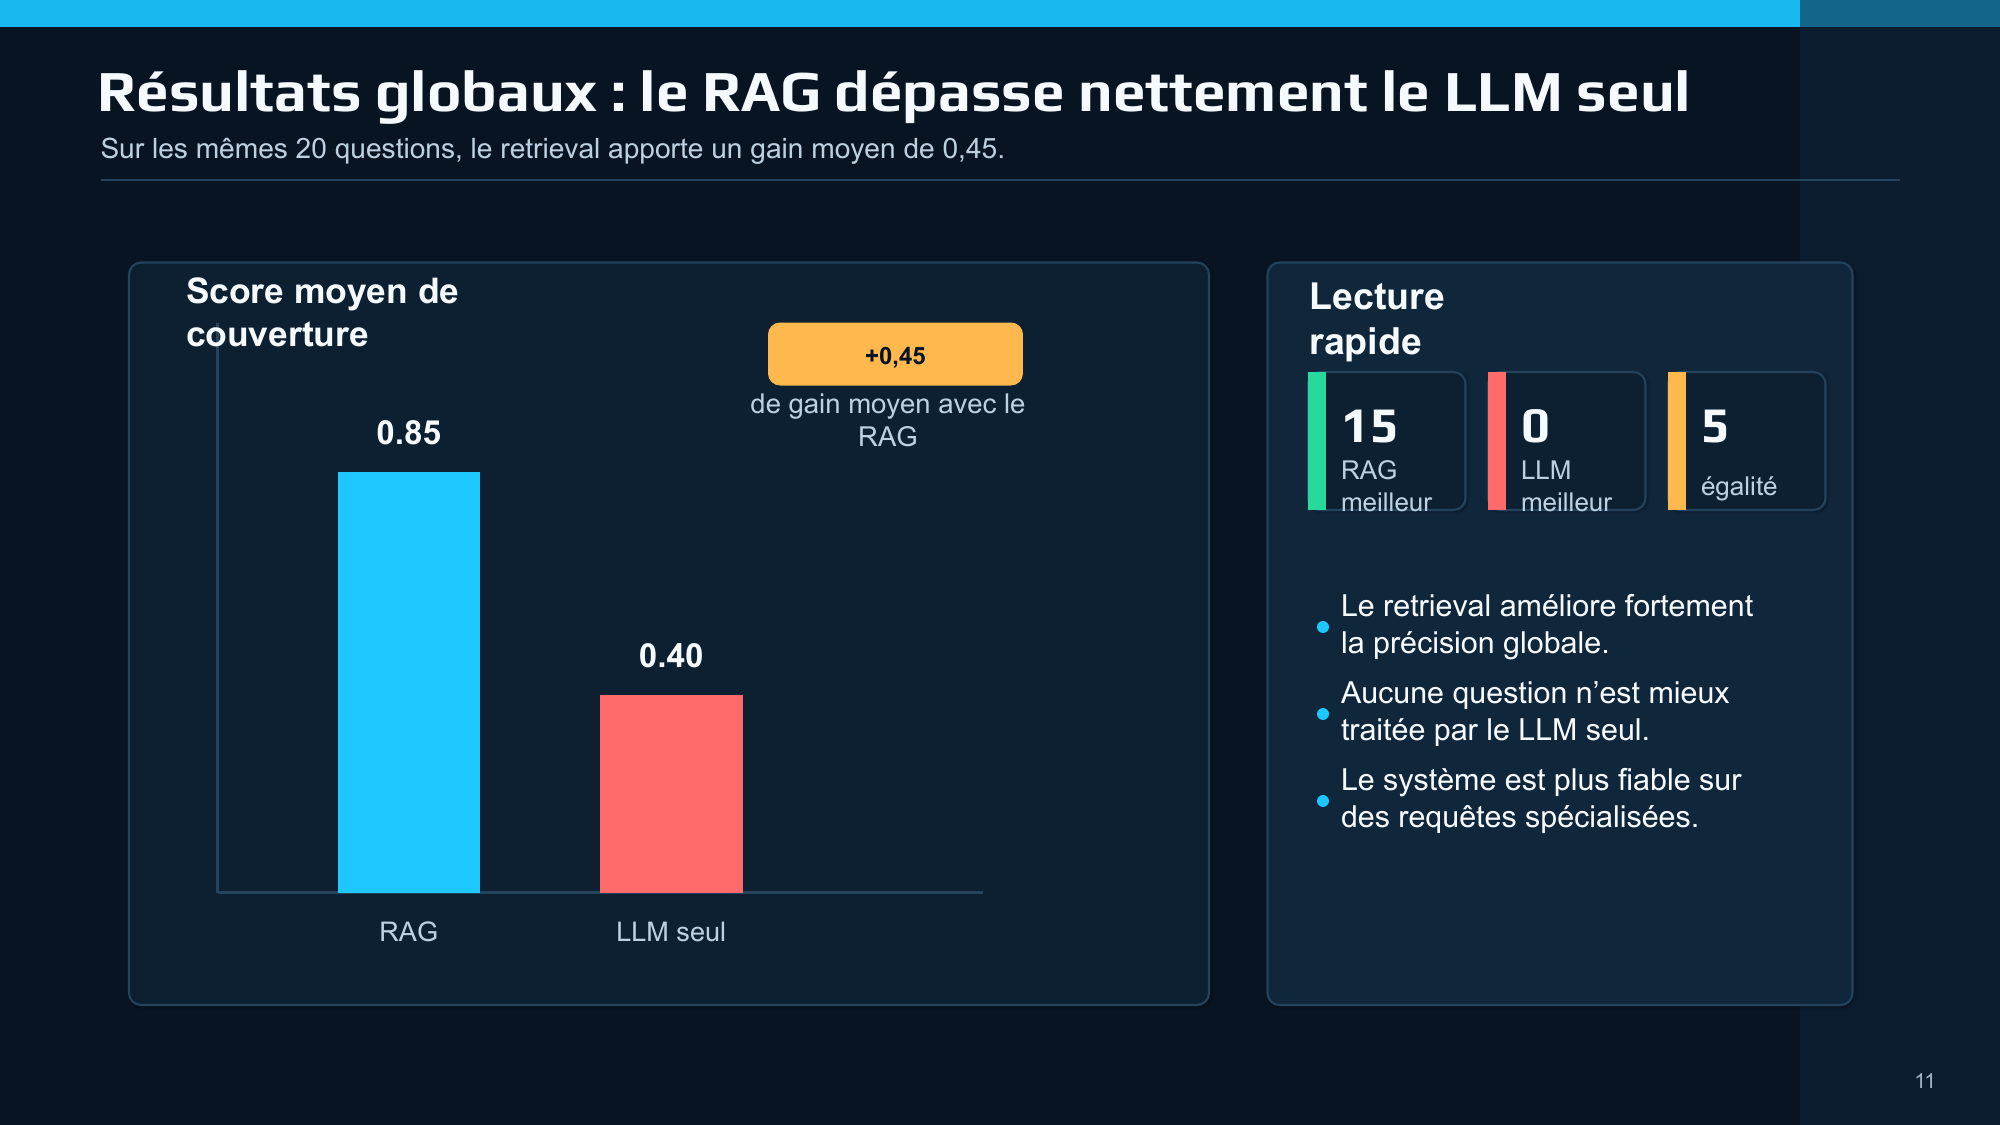 Résultats globaux : le RAG dépasse nettement le LLM seul
Sur les mêmes 20 questions, le retrieval apporte un gain moyen de 0,45.
Score moyen de
couverture
+0,45
de gain moyen avec le
RAG
0.85
0.40
RAG
LLM seul
Lecture
rapide
15
RAG
meilleur
0
LLM
meilleur
5
égalité
Le retrieval améliore fortement
la précision globale.
Aucune question n’est mieux
traitée par le LLM seul.
Le système est plus fiable sur
des requêtes spécialisées.
11